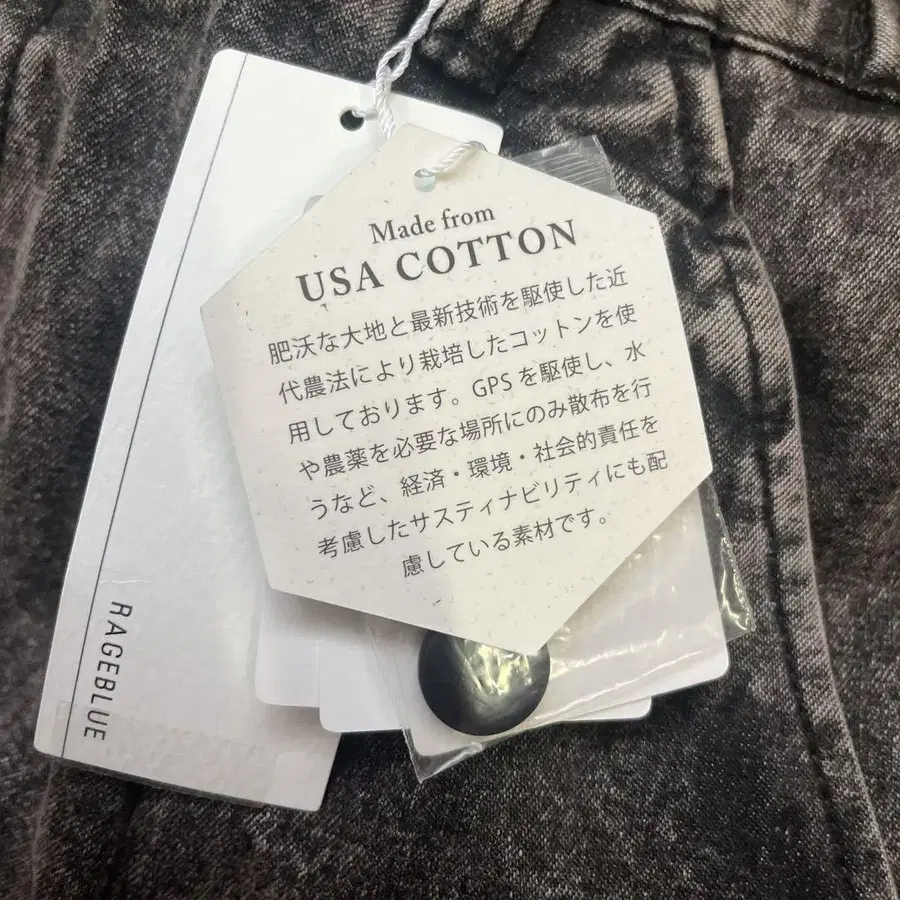 Made from
USA COTTON
肥沃な大地と最新技術を駆使した近
代農法により栽培したコットンを使
用しております。GPSを駆使し、水
や農薬を必要な場所にのみ散布を行
うなど、経済・環境・社会的責任を
考慮したサスティナビリティにも配
慮している素材です。
RAGEBLUE